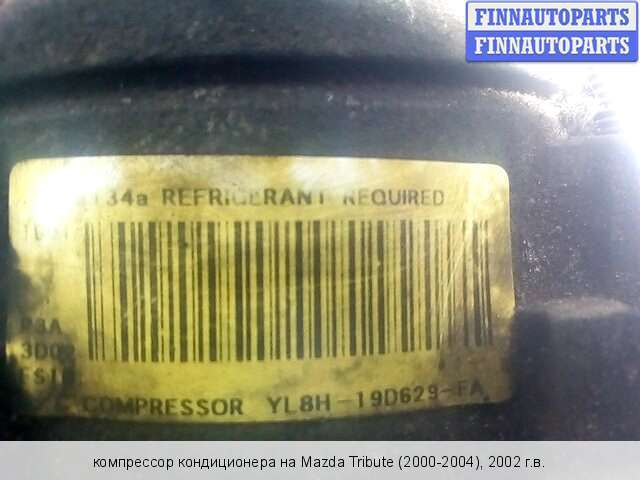 FINNAUTOPARTS
FINNAUTOPARTS
134a REFRIGERANT REQUIRED
COMPRESSOR YL8H-19D629-FA
компрессор кондиционера на Mazda Tribute (2000-2004), 2002 г.в.